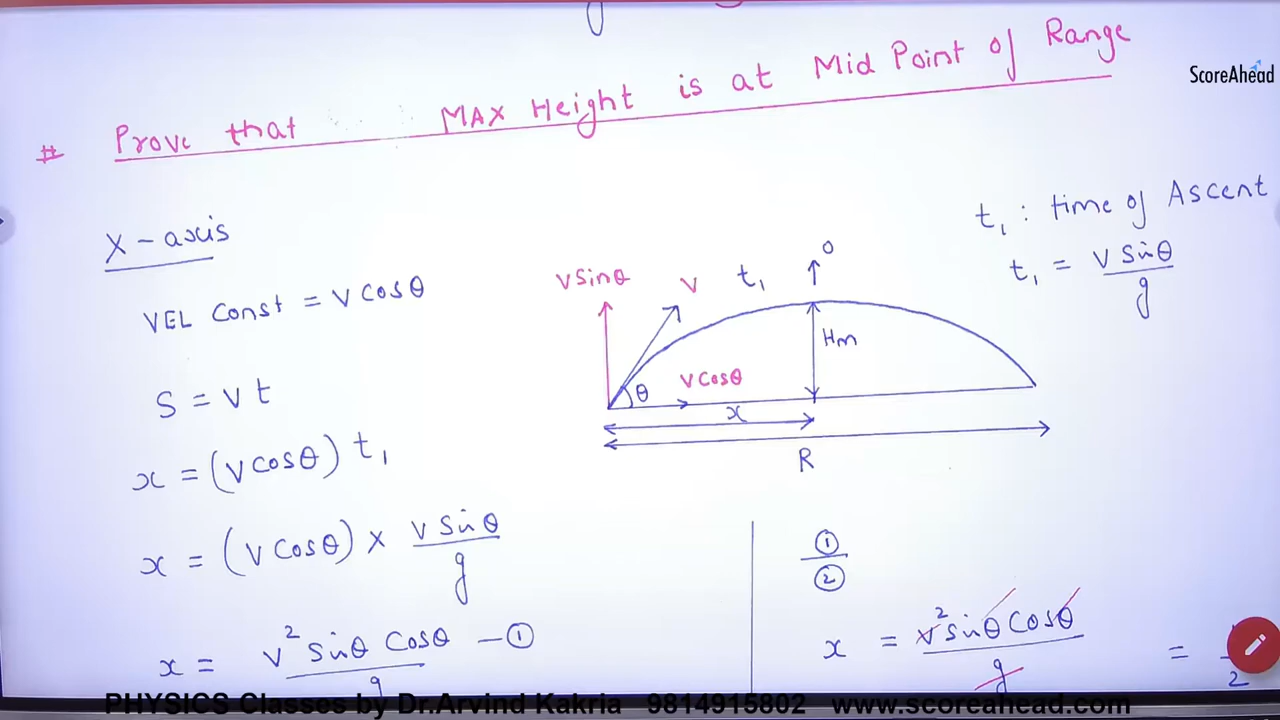 # Prove that MAX Height is at Mid Point of Range
ScoreAhead
X-axis
VEL Const = V Cosθ
S = V t
x = (V Cosθ) t₁
x = (V Cosθ) × V Sinθ / g
x = V² Sinθ Cosθ / g — ①
V Sinθ
V
t₁
0
Hm
θ
V Cosθ
x
R
t₁ : time of Ascent
t₁ = V Sinθ / g
① / ②
x = V² Sinθ Cosθ / g =
2
PHYSICS Classes by Dr.Arvind Kakria 9814915802 www.scoreahead.com